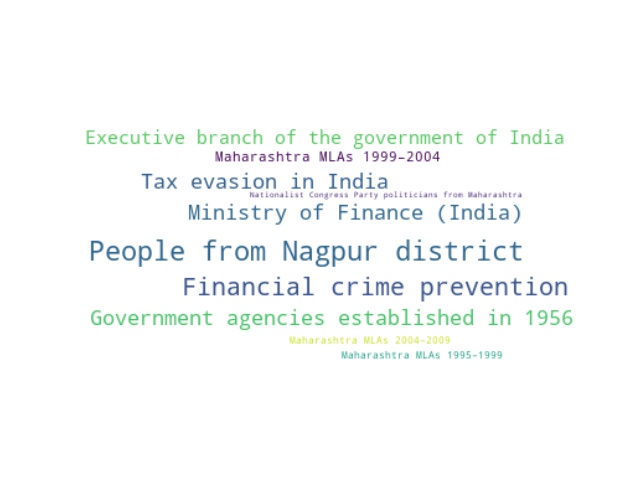 Executive branch of the government of India
Maharashtra MLAs 1999–2004
Tax evasion in India
Nationalist Congress Party politicians from Maharashtra
Ministry of Finance (India)
People from Nagpur district
Financial crime prevention
Government agencies established in 1956
Maharashtra MLAs 2004–2009
Maharashtra MLAs 1995–1999